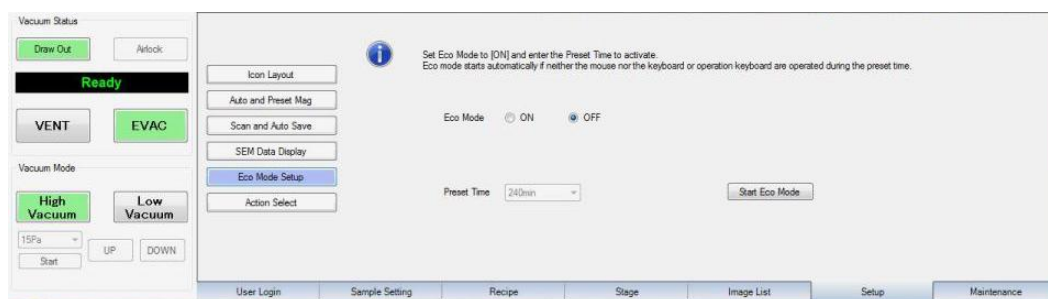 Vacuum Status
Draw Out
Airlock
Ready
VENT
EVAC
Vacuum Mode
High Vacuum
Low Vacuum
15Pa
Start
UP
DOWN
Icon Layout
Auto and Preset Mag
Scan and Auto Save
SEM Data Display
Eco Mode Setup
Action Select
Set Eco Mode to [ON] and enter the Preset Time to activate.
Eco mode starts automatically if neither the mouse nor the keyboard or operation keyboard are operated during the preset time.
Eco Mode
ON
OFF
Preset Time
240min
Start Eco Mode
User Login
Sample Setting
Recipe
Stage
Image List
Setup
Maintenance